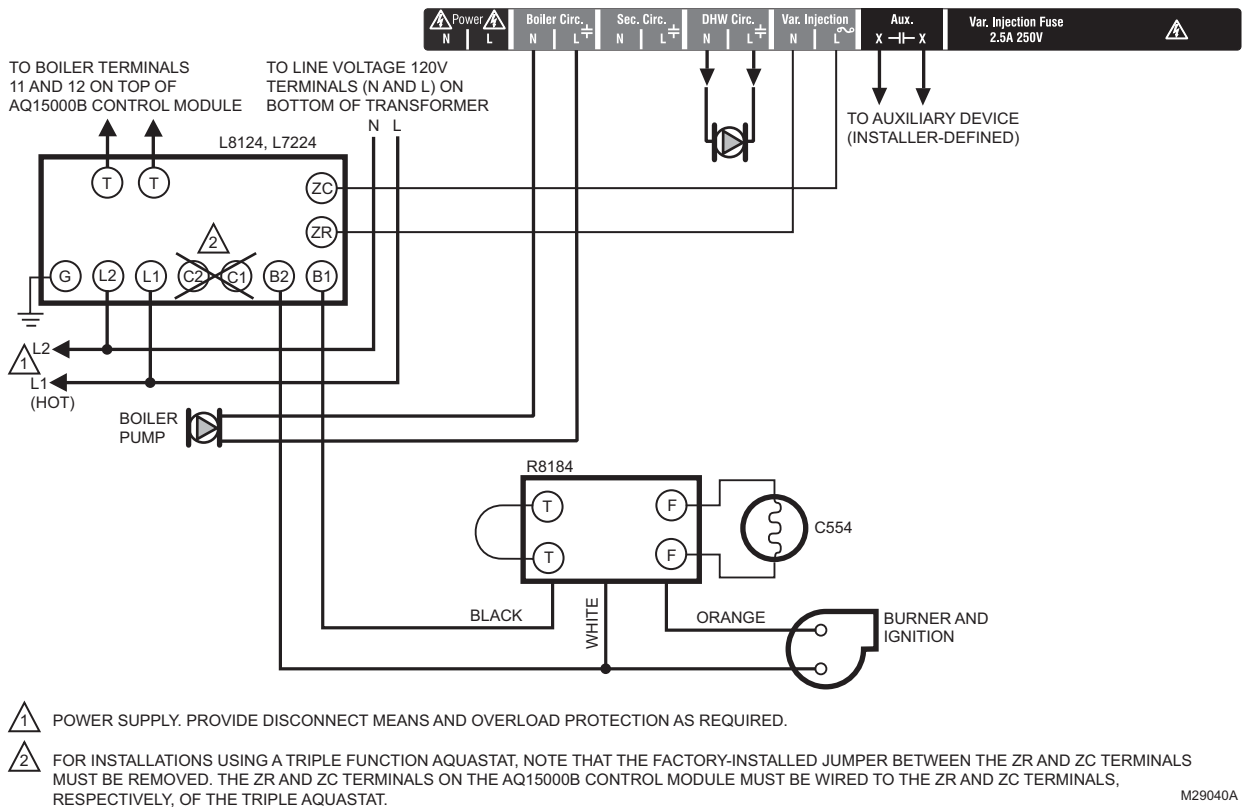 Power
N L
Boiler Circ.
N L
Sec. Circ.
N L
DHW Circ.
N L
Var. Injection
N L
Aux.
X X
Var. Injection Fuse
2.5A 250V
TO BOILER TERMINALS
11 AND 12 ON TOP OF
AQ15000B CONTROL MODULE
TO LINE VOLTAGE 120V
TERMINALS (N AND L) ON
BOTTOM OF TRANSFORMER
N L
TO AUXILIARY DEVICE
(INSTALLER-DEFINED)
L8124, L7224
T T
ZC
ZR
2
G L2 L1 C2 C1 B2 B1
1
L2
L1
(HOT)
BOILER
PUMP
R8184
T F
T F
C554
BLACK
WHITE
ORANGE
BURNER AND
IGNITION
1 POWER SUPPLY. PROVIDE DISCONNECT MEANS AND OVERLOAD PROTECTION AS REQUIRED.
2 FOR INSTALLATIONS USING A TRIPLE FUNCTION AQUASTAT, NOTE THAT THE FACTORY-INSTALLED JUMPER BETWEEN THE ZR AND ZC TERMINALS
MUST BE REMOVED. THE ZR AND ZC TERMINALS ON THE AQ15000B CONTROL MODULE MUST BE WIRED TO THE ZR AND ZC TERMINALS,
RESPECTIVELY, OF THE TRIPLE AQUASTAT.
M29040A